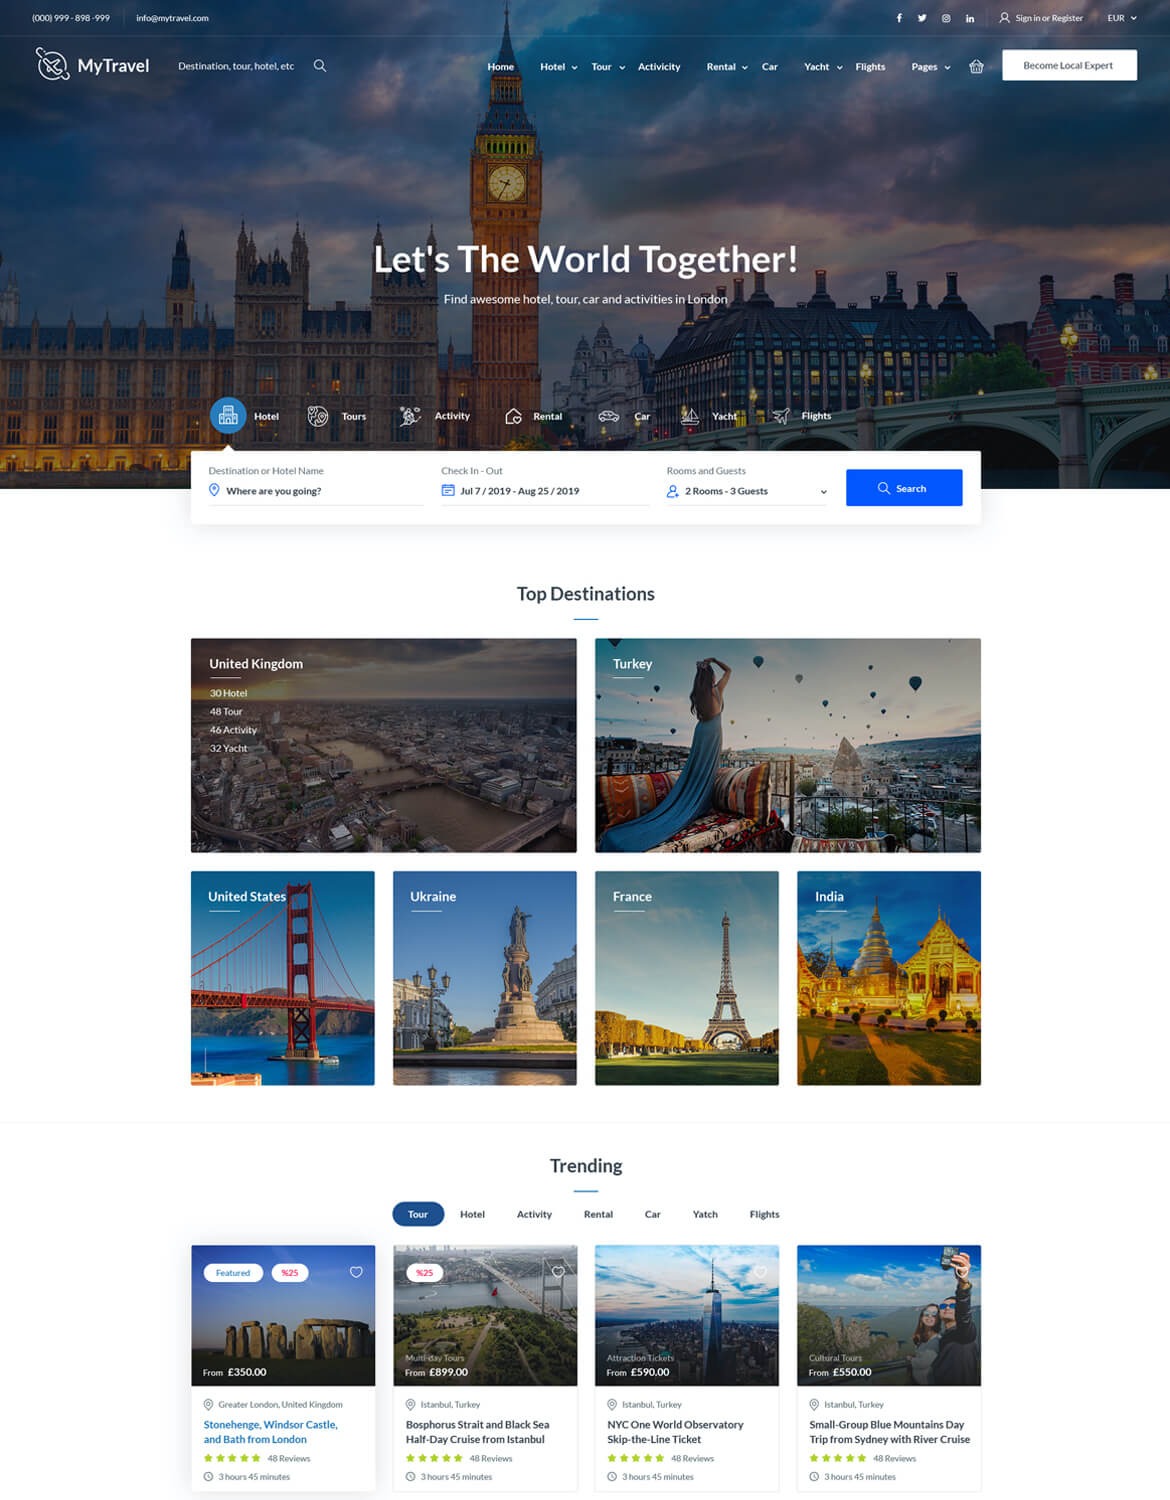 (000) 999 - 898 -999 info@mytravel.com Sign in or Register EUR
MyTravel Destination, tour, hotel, etc Home Hotel Tour Activicity Rental Car Yacht Flights Pages Become Local Expert
Let's The World Together!
Find awesome hotel, tour, car and activities in London
Hotel Tours Activity Rental Car Yacht Flights
Destination or Hotel Name Check In - Out Rooms and Guests
Where are you going? Jul 7 / 2019 - Aug 25 / 2019 2 Rooms - 3 Guests Search
Top Destinations
United Kingdom
30 Hotel
48 Tour
46 Activity
32 Yacht
Turkey
United States Ukraine France India
Trending
Tour Hotel Activity Rental Car Yatch Flights
Featured %25
From £350.00
Greater London, United Kingdom
Stonehenge, Windsor Castle,
and Bath from London
48 Reviews
3 hours 45 minutes
%25
Multi-day Tours
From £899.00
Istanbul, Turkey
Bosphorus Strait and Black Sea
Half-Day Cruise from Istanbul
48 Reviews
3 hours 45 minutes
Attraction Tickets
From £590.00
Istanbul, Turkey
NYC One World Observatory
Skip-the-Line Ticket
48 Reviews
3 hours 45 minutes
Cultural Tours
From £550.00
Istanbul, Turkey
Small-Group Blue Mountains Day
Trip from Sydney with River Cruise
48 Reviews
3 hours 45 minutes